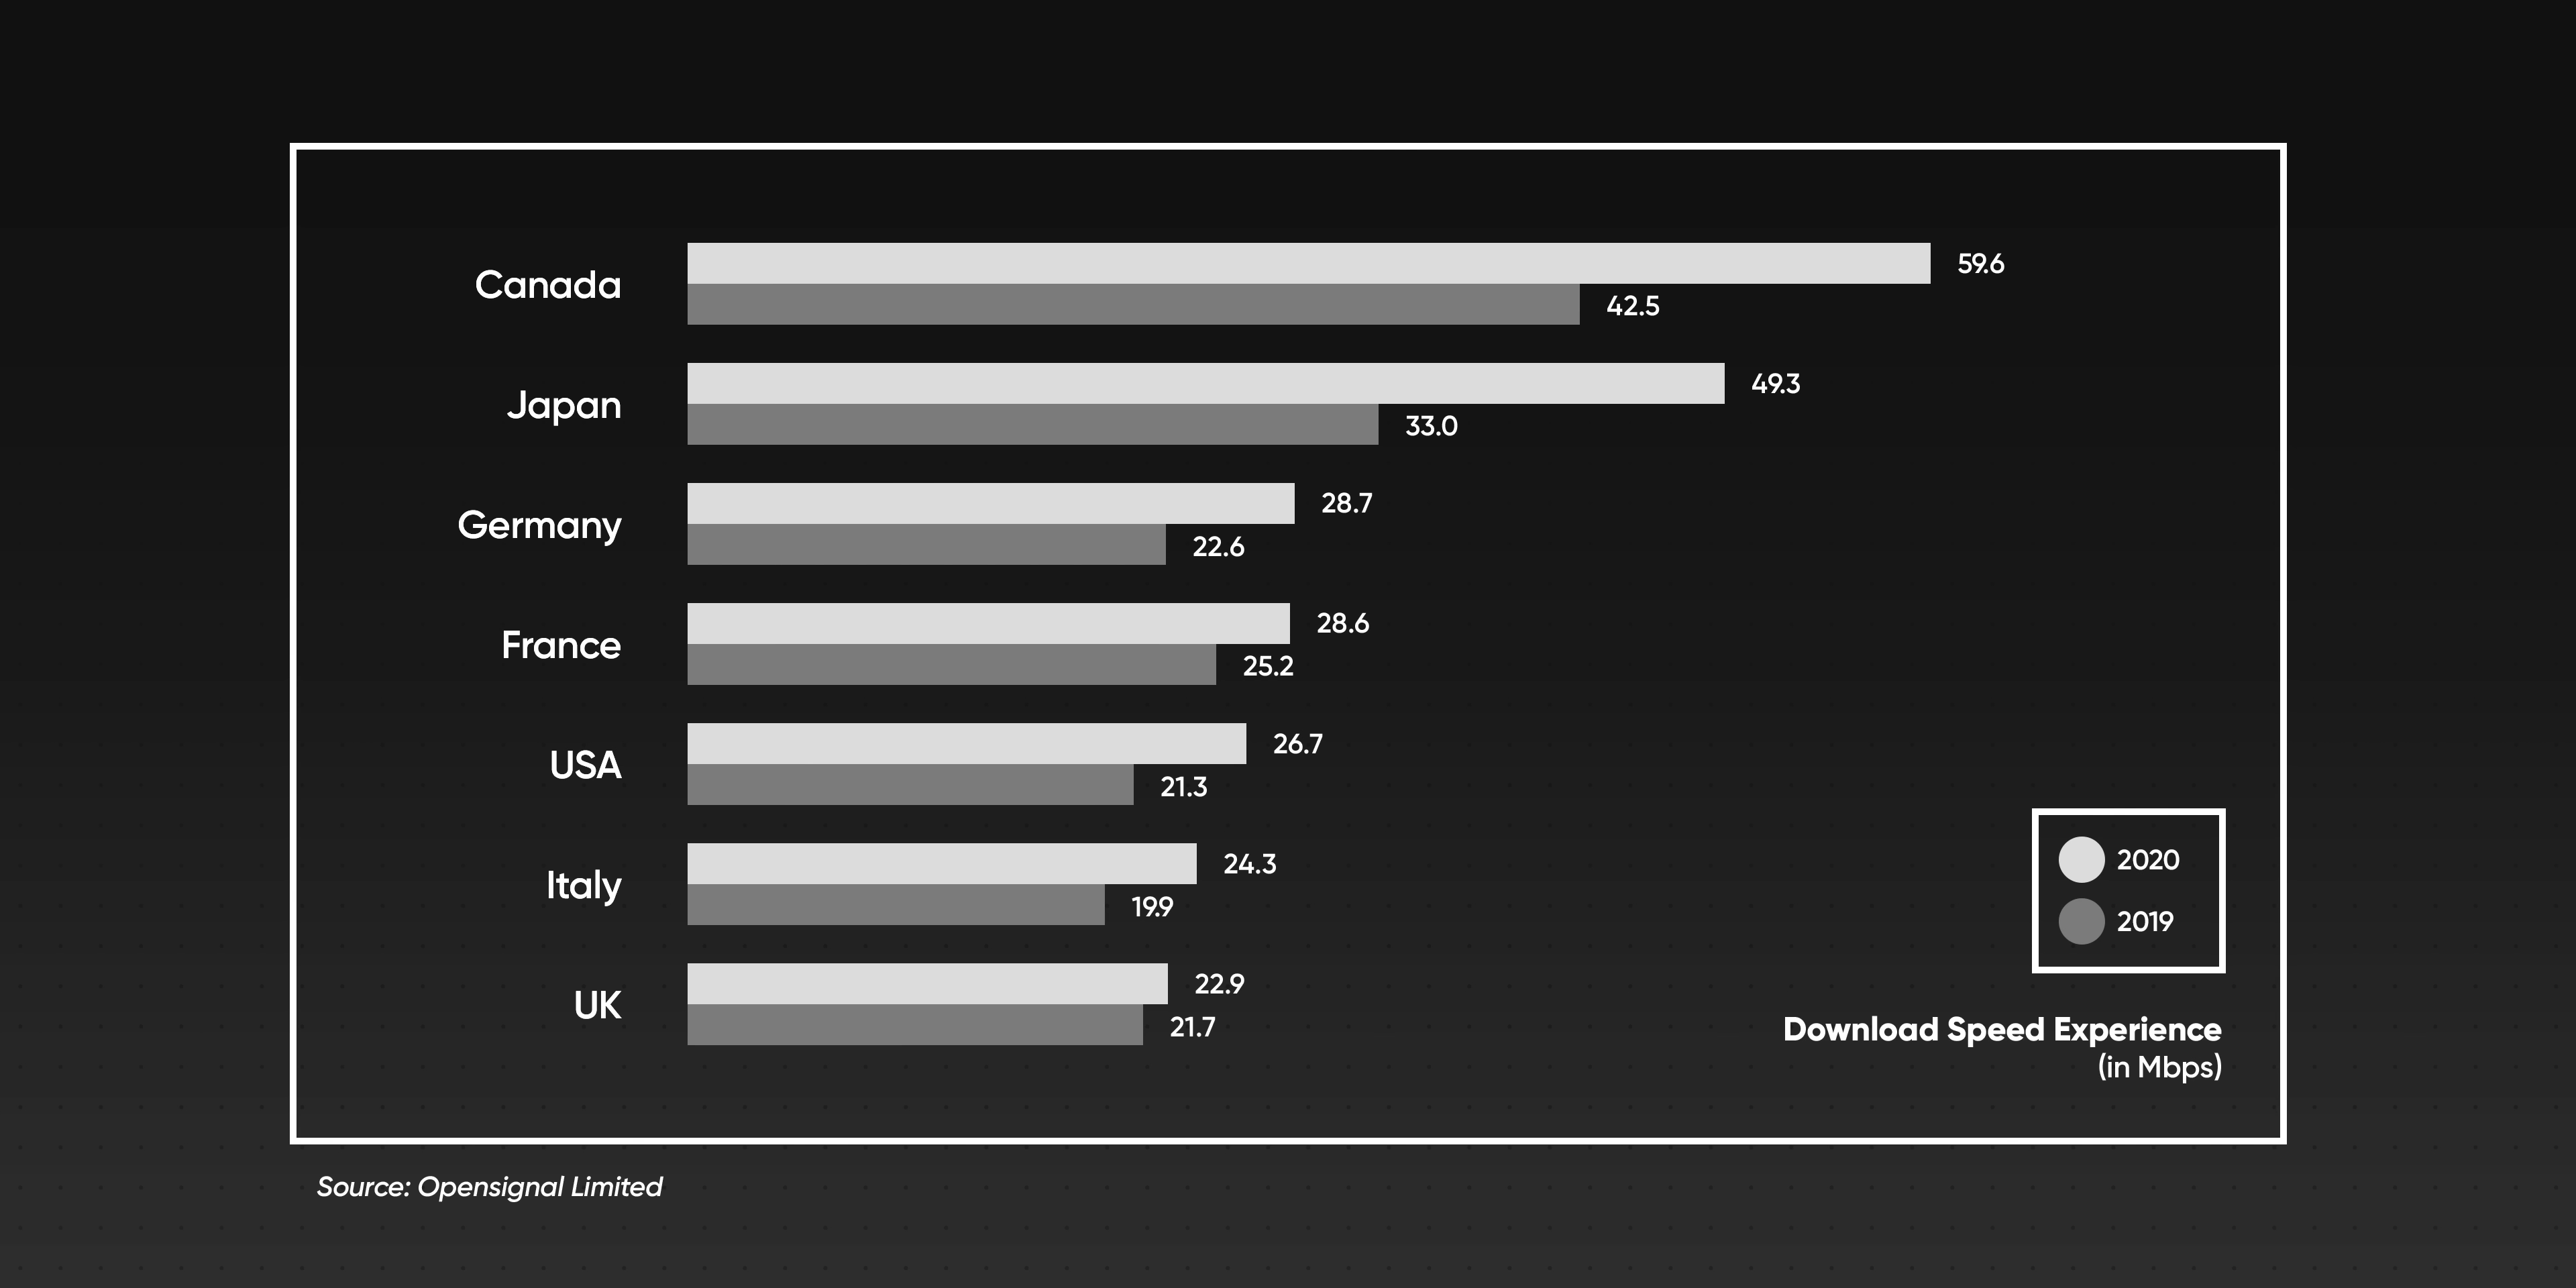 Canada
59.6
42.5
Japan
49.3
33.0
Germany
28.7
22.6
France
28.6
25.2
USA
26.7
21.3
Italy
24.3
19.9
UK
22.9
21.7
2020
2019
Download Speed Experience
(in Mbps)
Source: Opensignal Limited